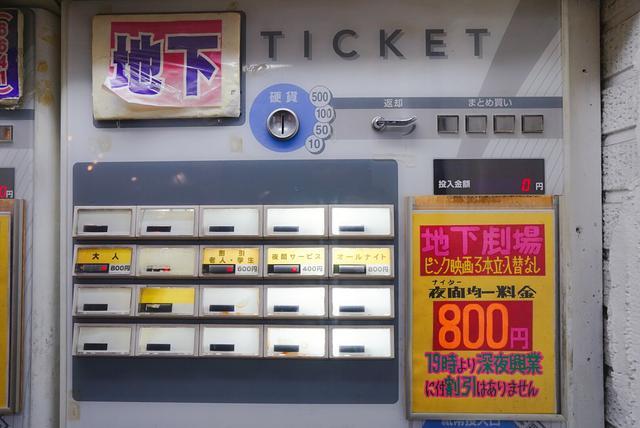 地下
TICKET
硬貨
500
100
50
10
返却
まとめ買い
投入金額
0円
大人
800円
割引
老人・学生
600円
夜間サービス
400円
オールナイト
800円
地下劇場
ピンク映画3本立入替なし
ナイター
夜間均一料金
800円
19時より深夜興業
に付割引はありません
紙幣投入口